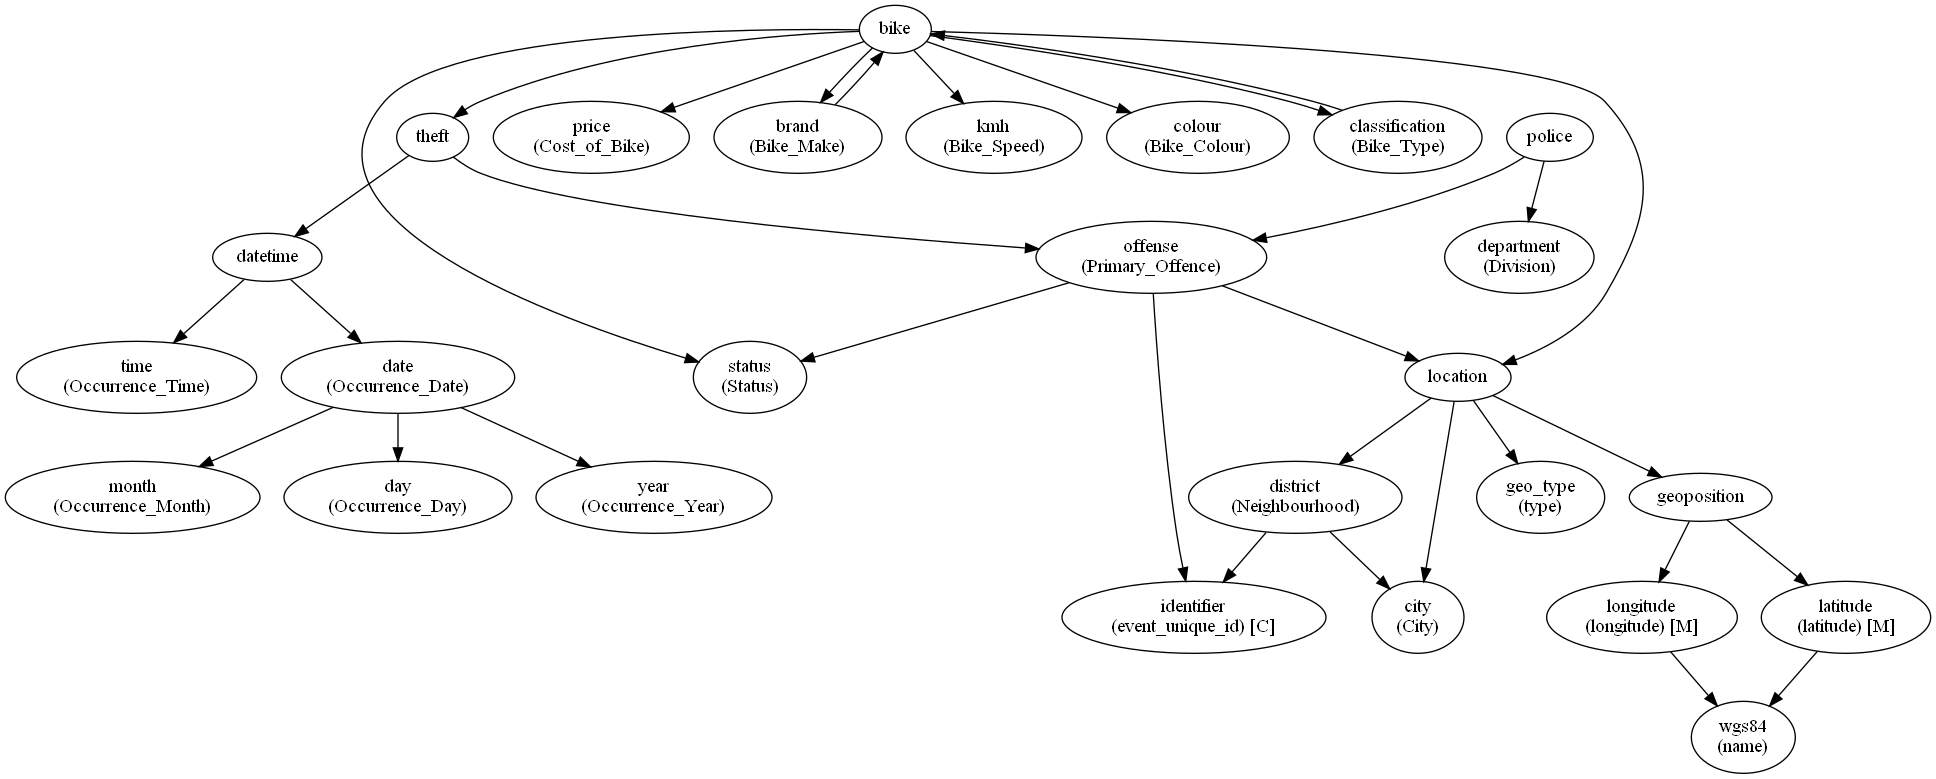 bike
theft
price
(Cost_of_Bike)
brand
(Bike_Make)
kmh
(Bike_Speed)
colour
(Bike_Colour)
classification
(Bike_Type)
police
datetime
offense
(Primary_Offence)
department
(Division)
time
(Occurrence_Time)
date
(Occurrence_Date)
status
(Status)
location
month
(Occurrence_Month)
day
(Occurrence_Day)
year
(Occurrence_Year)
district
(Neighbourhood)
geo_type
(type)
geoposition
identifier
(event_unique_id) [C]
city
(City)
longitude
(longitude) [M]
latitude
(latitude) [M]
wgs84
(name)